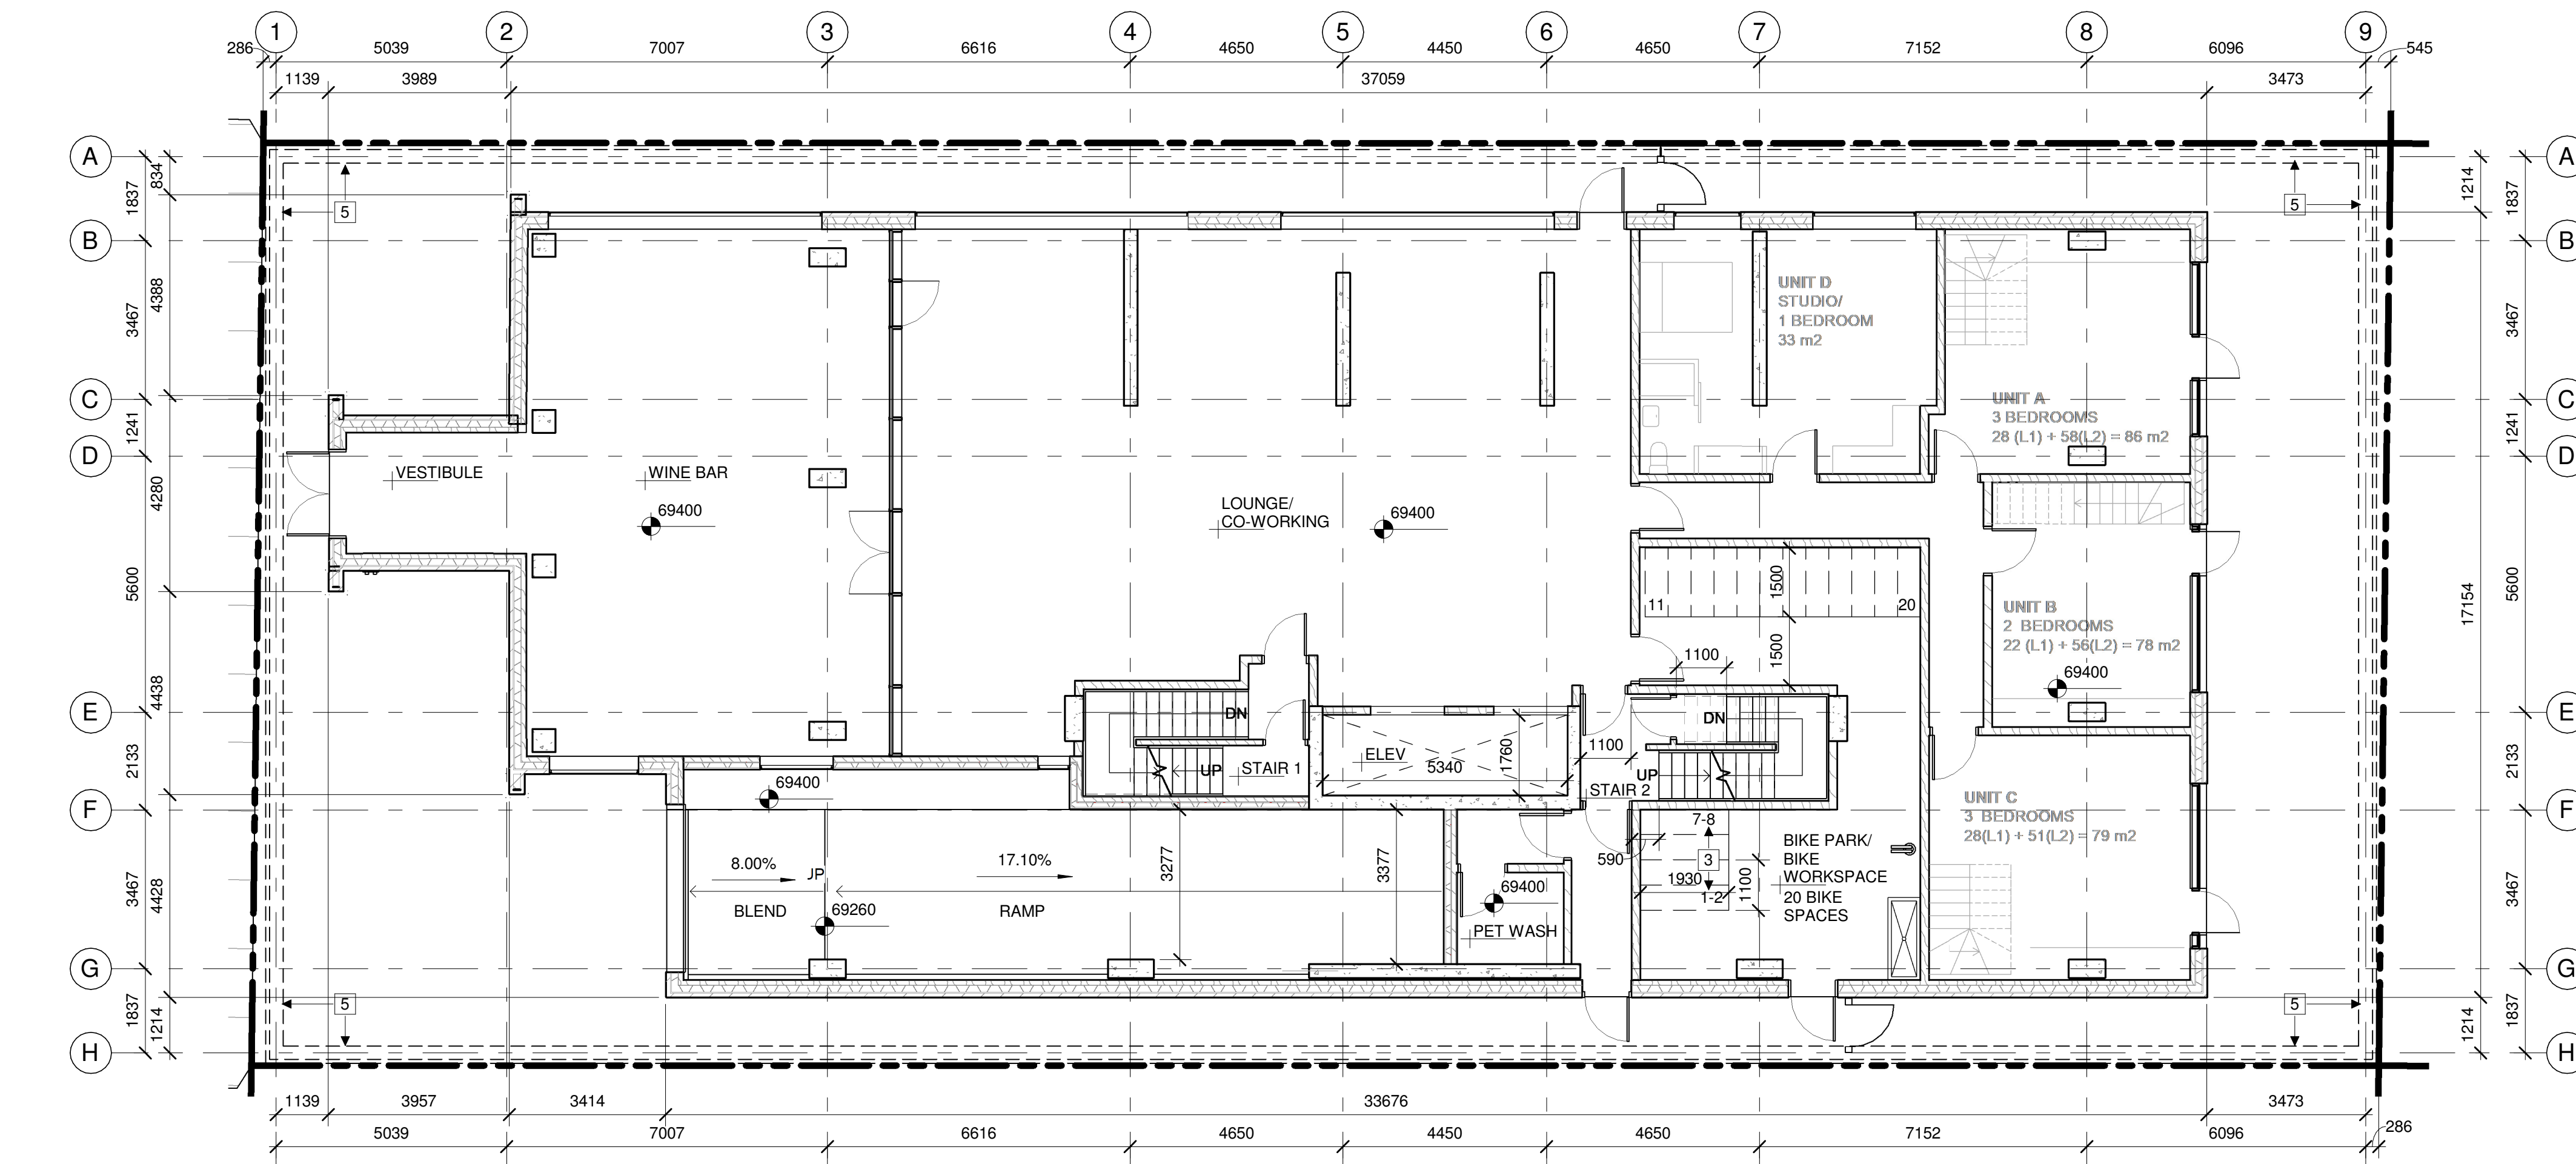 1 2 3 4 5 6 7 8 9
286 5039 7007 6616 4650 4450 4650 7152 6096 545
1139 3989 37059 3473
A 834 A
1837 1214 1837
5 5
B B
4388
3467 3467
UNIT D
STUDIO/
1 BEDROOM
33 m2
C C
UNIT A
3 BEDROOMS
28 (L1) + 58(L2) = 86 m2
1241 1241
D D
VESTIBULE WINE BAR
4280
69400
LOUNGE/
CO-WORKING
69400
5600 5600
17154
1500
11 20
UNIT B
2 BEDROOMS
22 (L1) + 56(L2) = 78 m2
1500
1100
69400
4438
E DN DN E
1100
ELEV 1760
5340
2133 2133
UP STAIR 1
UP
STAIR 2
69400
F F
UNIT C
3 BEDROOMS
28(L1) + 51(L2) = 79 m2
7-8
590 3
1930 1100
1-2
BIKE PARK/
BIKE
WORKSPACE
20 BIKE
SPACES
8.00% JP 17.10% 3277 3377
3467 4428 3467
69400
BLEND 69260 RAMP
PET WASH
G G
1837 1214 5 5 1214 1837
H H
1139 3957 3414 33676 3473
5039 7007 6616 4650 4450 4650 7152 6096 286